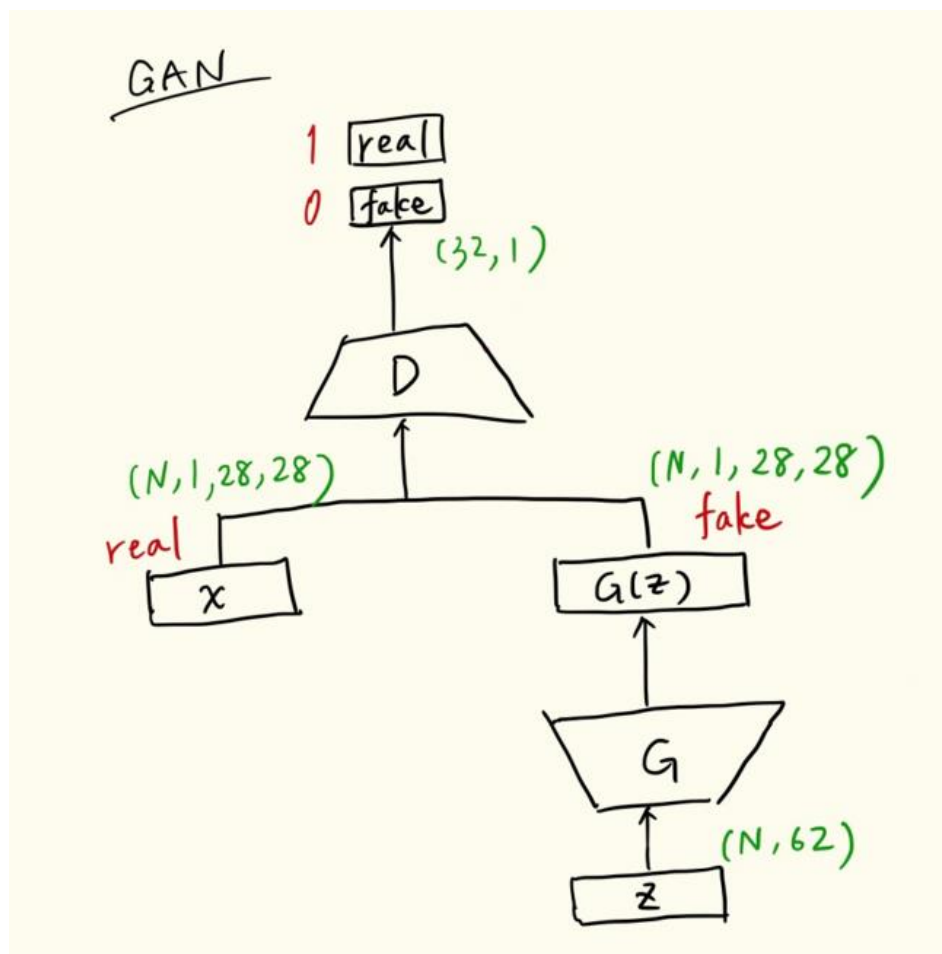 GAN
1 real
0 fake
(32,1)
D
(N,1,28,28)
(N,1,28,28)
real
fake
x
G(z)
G
(N,62)
z